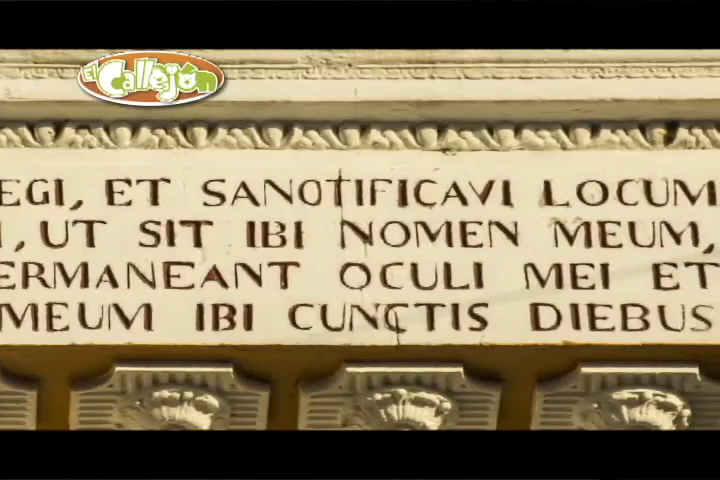 El Callejón
EGI, ET SANOTIFICAVI LOCUM
, UT SIT IBI NOMEN MEUM,
ERMANEANT OCULI MEI ET
MEUM IBI CUNCTIS DIEBUS